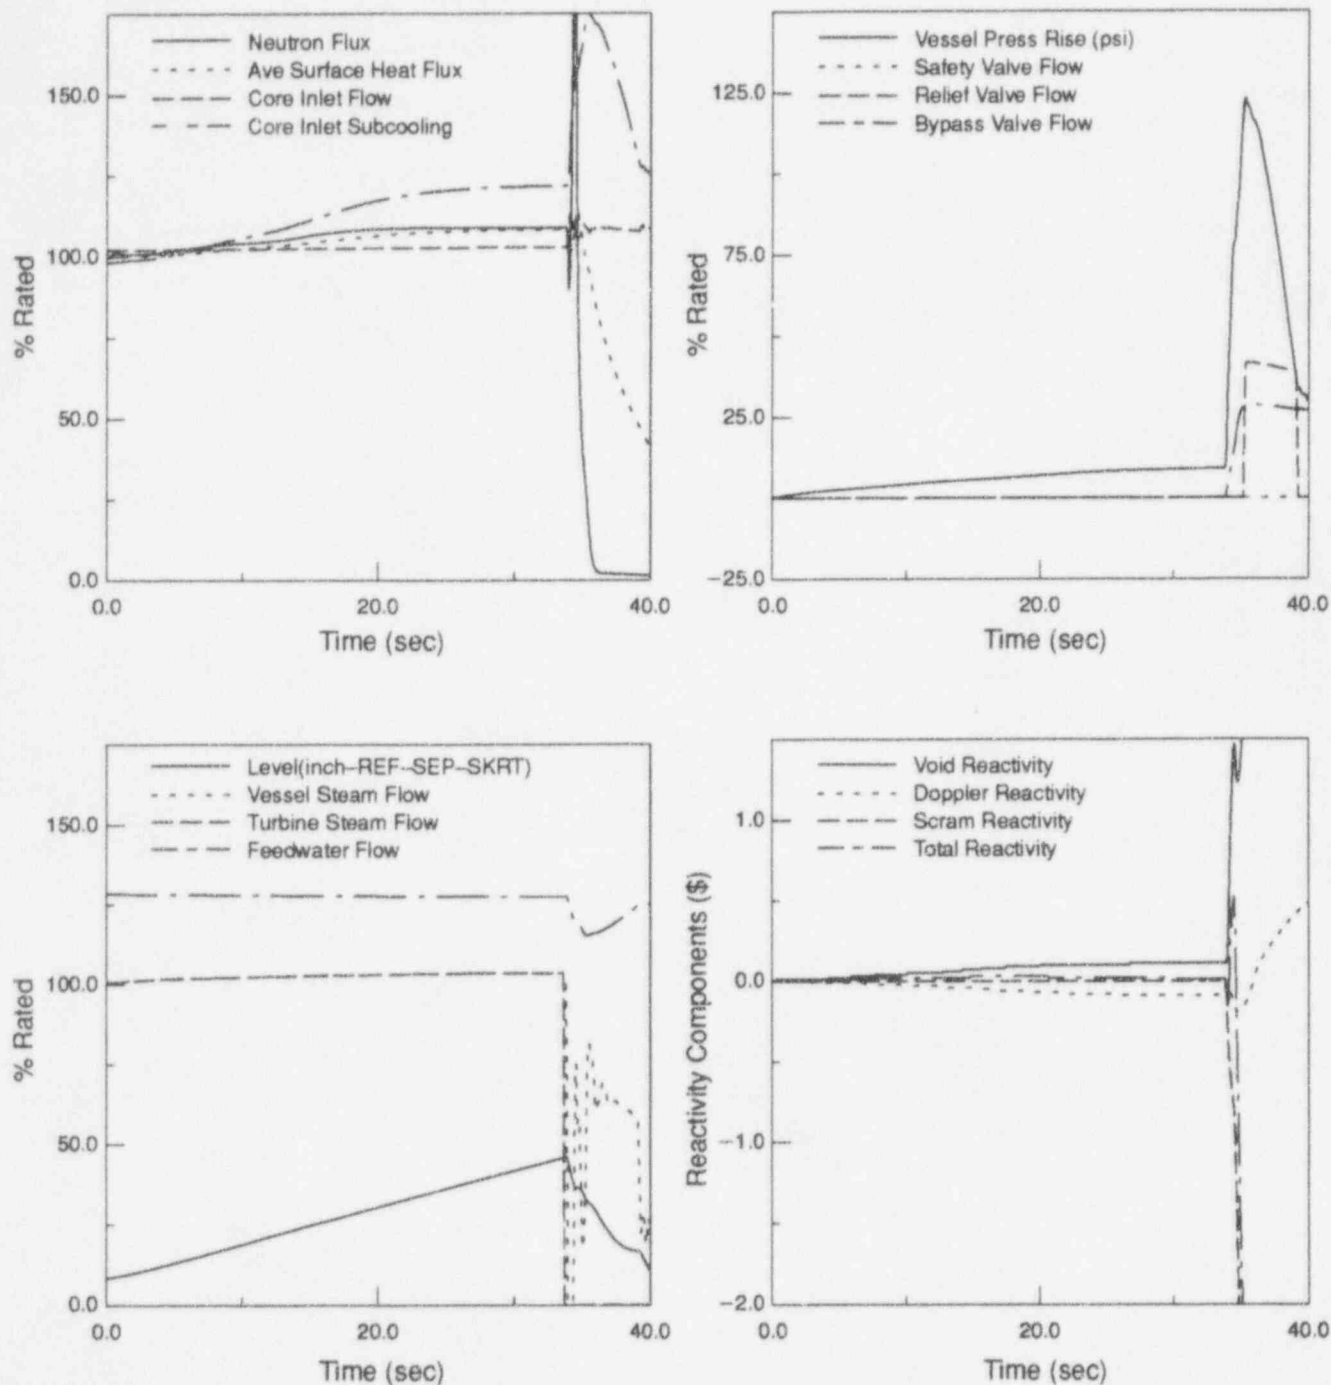 Neutron Flux
Ave Surface Heat Flux
Core Inlet Flow
Core Inlet Subcooling
150.0
100.0
50.0
0.0
% Rated
0.0
20.0
40.0
Time (sec)
Vessel Press Rise (psi)
Safety Valve Flow
Relief Valve Flow
Bypass Valve Flow
125.0
75.0
25.0
−25.0
% Rated
0.0
20.0
40.0
Time (sec)
Level(inch-REF-SEP-SKRT)
Vessel Steam Flow
Turbine Steam Flow
Feedwater Flow
150.0
100.0
50.0
0.0
% Rated
0.0
20.0
40.0
Time (sec)
Void Reactivity
Doppler Reactivity
Scram Reactivity
Total Reactivity
1.0
0.0
−1.0
−2.0
Reactivity Components ($)
0.0
20.0
40.0
Time (sec)